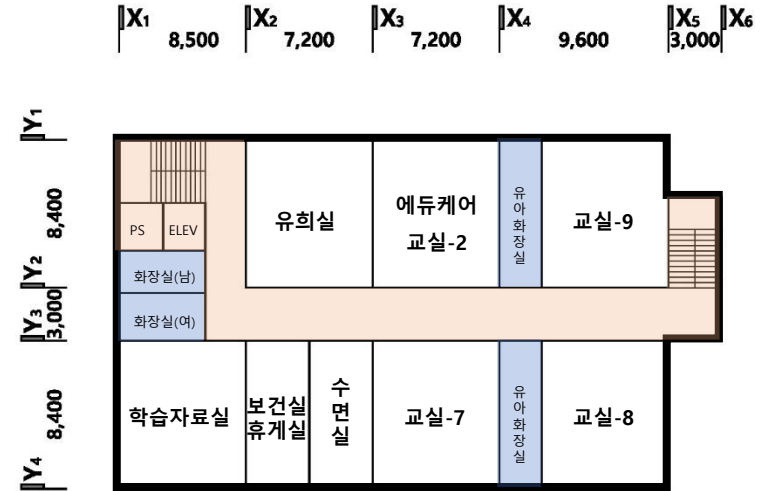 X1
X2
X3
X4
X5
X6
8,500
7,200
7,200
9,600
3,000
Y1
8,400
Y2
3,000
Y3
8,400
Y4
PS
ELEV
화장실(남)
화장실(여)
유희실
에듀케어
교실-2
유아화장실
교실-9
학습자료실
보건실
휴게실
수면실
교실-7
유아화장실
교실-8